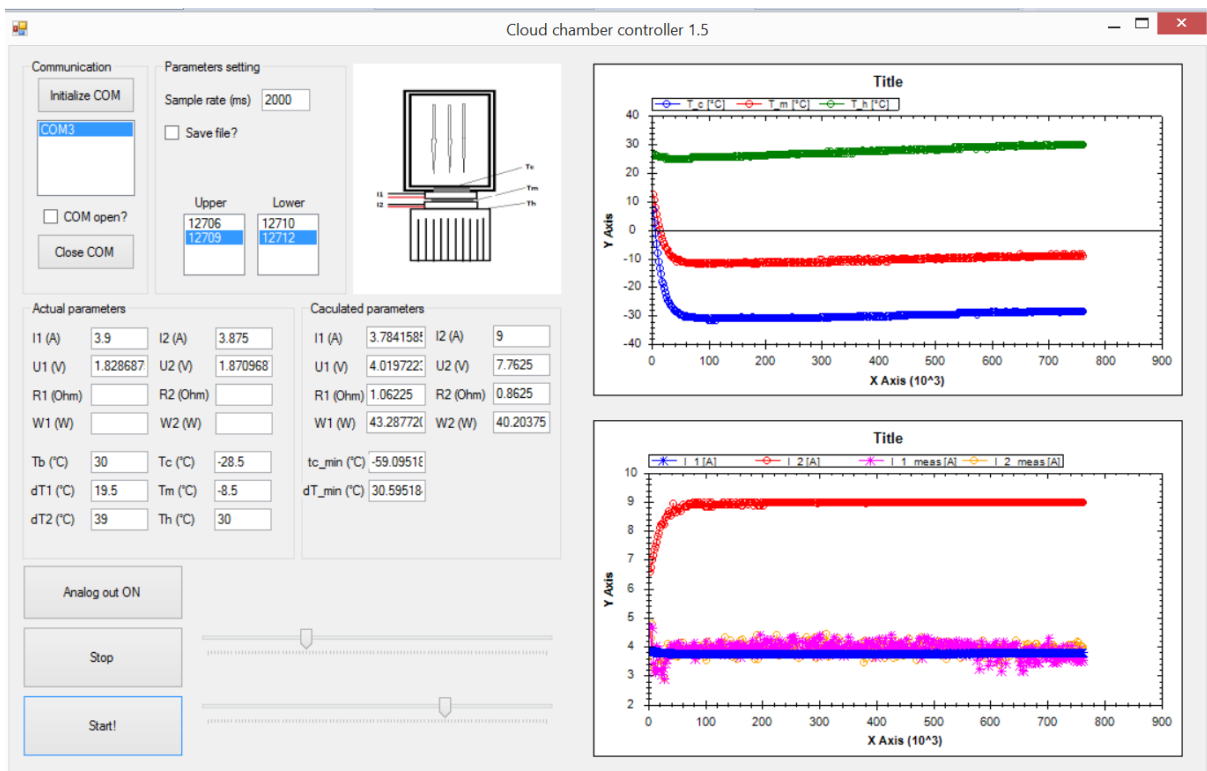 Cloud chamber controller 1.5
Communication
Initialize COM
COM3
COM open?
Close COM
Parameters setting
Sample rate (ms) 2000
Save file?
Upper Lower
12706 12710
12709 12712
I1
I2
Tc
Tm
Th
Actual parameters
I1 (A) 3.9 I2 (A) 3.875
U1 (V) 1.828687 U2 (V) 1.870968
R1 (Ohm) R2 (Ohm)
W1 (W) W2 (W)
Tb (°C) 30 Tc (°C) -28.5
dT1 (°C) 19.5 Tm (°C) -8.5
dT2 (°C) 39 Th (°C) 30
Caculated parameters
I1 (A) 3.784158 I2 (A) 9
U1 (V) 4.019722 U2 (V) 7.7625
R1 (Ohm) 1.06225 R2 (Ohm) 0.8625
W1 (W) 43.28772 W2 (W) 40.20375
tc_min (°C) -59.09518
dT_min (°C) 30.59518
Analog out ON
Stop
Start!
Title
T_c [°C] T_m [°C] T_h [°C]
Y Axis
40
30
20
10
0
-10
-20
-30
-40
0 100 200 300 400 500 600 700 800 900
X Axis (10^3)
Title
I_1 [A] I_2 [A] I_1_meas [A] I_2_meas [A]
Y Axis
10
9
8
7
6
5
4
3
2
0 100 200 300 400 500 600 700 800 900
X Axis (10^3)